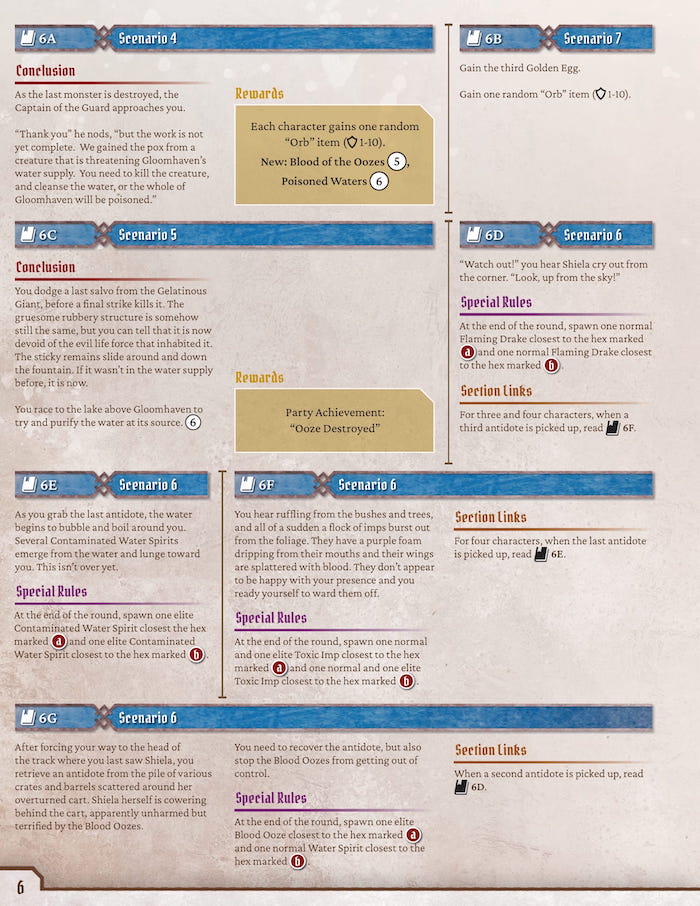 6A Scenario 4
Conclusion
As the last monster is destroyed, the
Captain of the Guard approaches you.
“Thank you” he nods, “but the work is not
yet complete. We gained the pox from a
creature that is threatening Gloomhaven’s
water supply. You need to kill the creature,
and cleanse the water, or the whole of
Gloomhaven will be poisoned.”
Rewards
Each character gains one random
“Orb” item (1-10).
New: Blood of the Oozes 5,
Poisoned Waters 6
6B Scenario 7
Gain the third Golden Egg.
Gain one random “Orb” item (1-10).
6C Scenario 5
Conclusion
You dodge a last salvo from the Gelatinous
Giant, before a final strike kills it. The
gruesome rubbery structure is somehow
still the same, but you can tell that it is now
devoid of the evil life force that inhabited it.
The sticky remains slide around and down
the fountain. If it wasn’t in the water supply
before, it is now.
You race to the lake above Gloomhaven to
try and purify the water at its source. 6
Rewards
Party Achievement:
“Ooze Destroyed”
6D Scenario 6
“Watch out!” you hear Shiela cry out from
the corner. “Look, up from the sky!”
Special Rules
At the end of the round, spawn one normal
Flaming Drake closest to the hex marked
a and one normal Flaming Drake closest
to the hex marked b.
Section Links
For three and four characters, when a
third antidote is picked up, read 6F.
6E Scenario 6
As you grab the last antidote, the water
begins to bubble and boil around you.
Several Contaminated Water Spirits
emerge from the water and lunge toward
you. This isn’t over yet.
Special Rules
At the end of the round, spawn one elite
Contaminated Water Spirit closest the hex
marked a and one elite Contaminated
Water Spirit closest to the hex marked b.
6F Scenario 6
You hear ruffling from the bushes and trees,
and all of a sudden a flock of imps burst out
from the foliage. They have a purple foam
dripping from their mouths and their wings
are splattered with blood. They don’t appear
to be happy with your presence and you
ready yourself to ward them off.
Special Rules
At the end of the round, spawn one normal
and one elite Toxic Imp closest to the hex
marked a and one normal and one elite
Toxic Imp closest to the hex marked b.
Section Links
For four characters, when the last antidote
is picked up, read 6E.
6G Scenario 6
After forcing your way to the head of
the track where you last saw Shiela, you
retrieve an antidote from the pile of various
crates and barrels scattered around her
overturned cart. Shiela herself is cowering
behind the cart, apparently unharmed but
terrified by the Blood Oozes.
You need to recover the antidote, but also
stop the Blood Oozes from getting out of
control.
Special Rules
At the end of the round, spawn one elite
Blood Ooze closest to the hex marked a
and one normal Water Spirit closest to the
hex marked b.
Section Links
When a second antidote is picked up, read
6D.
6